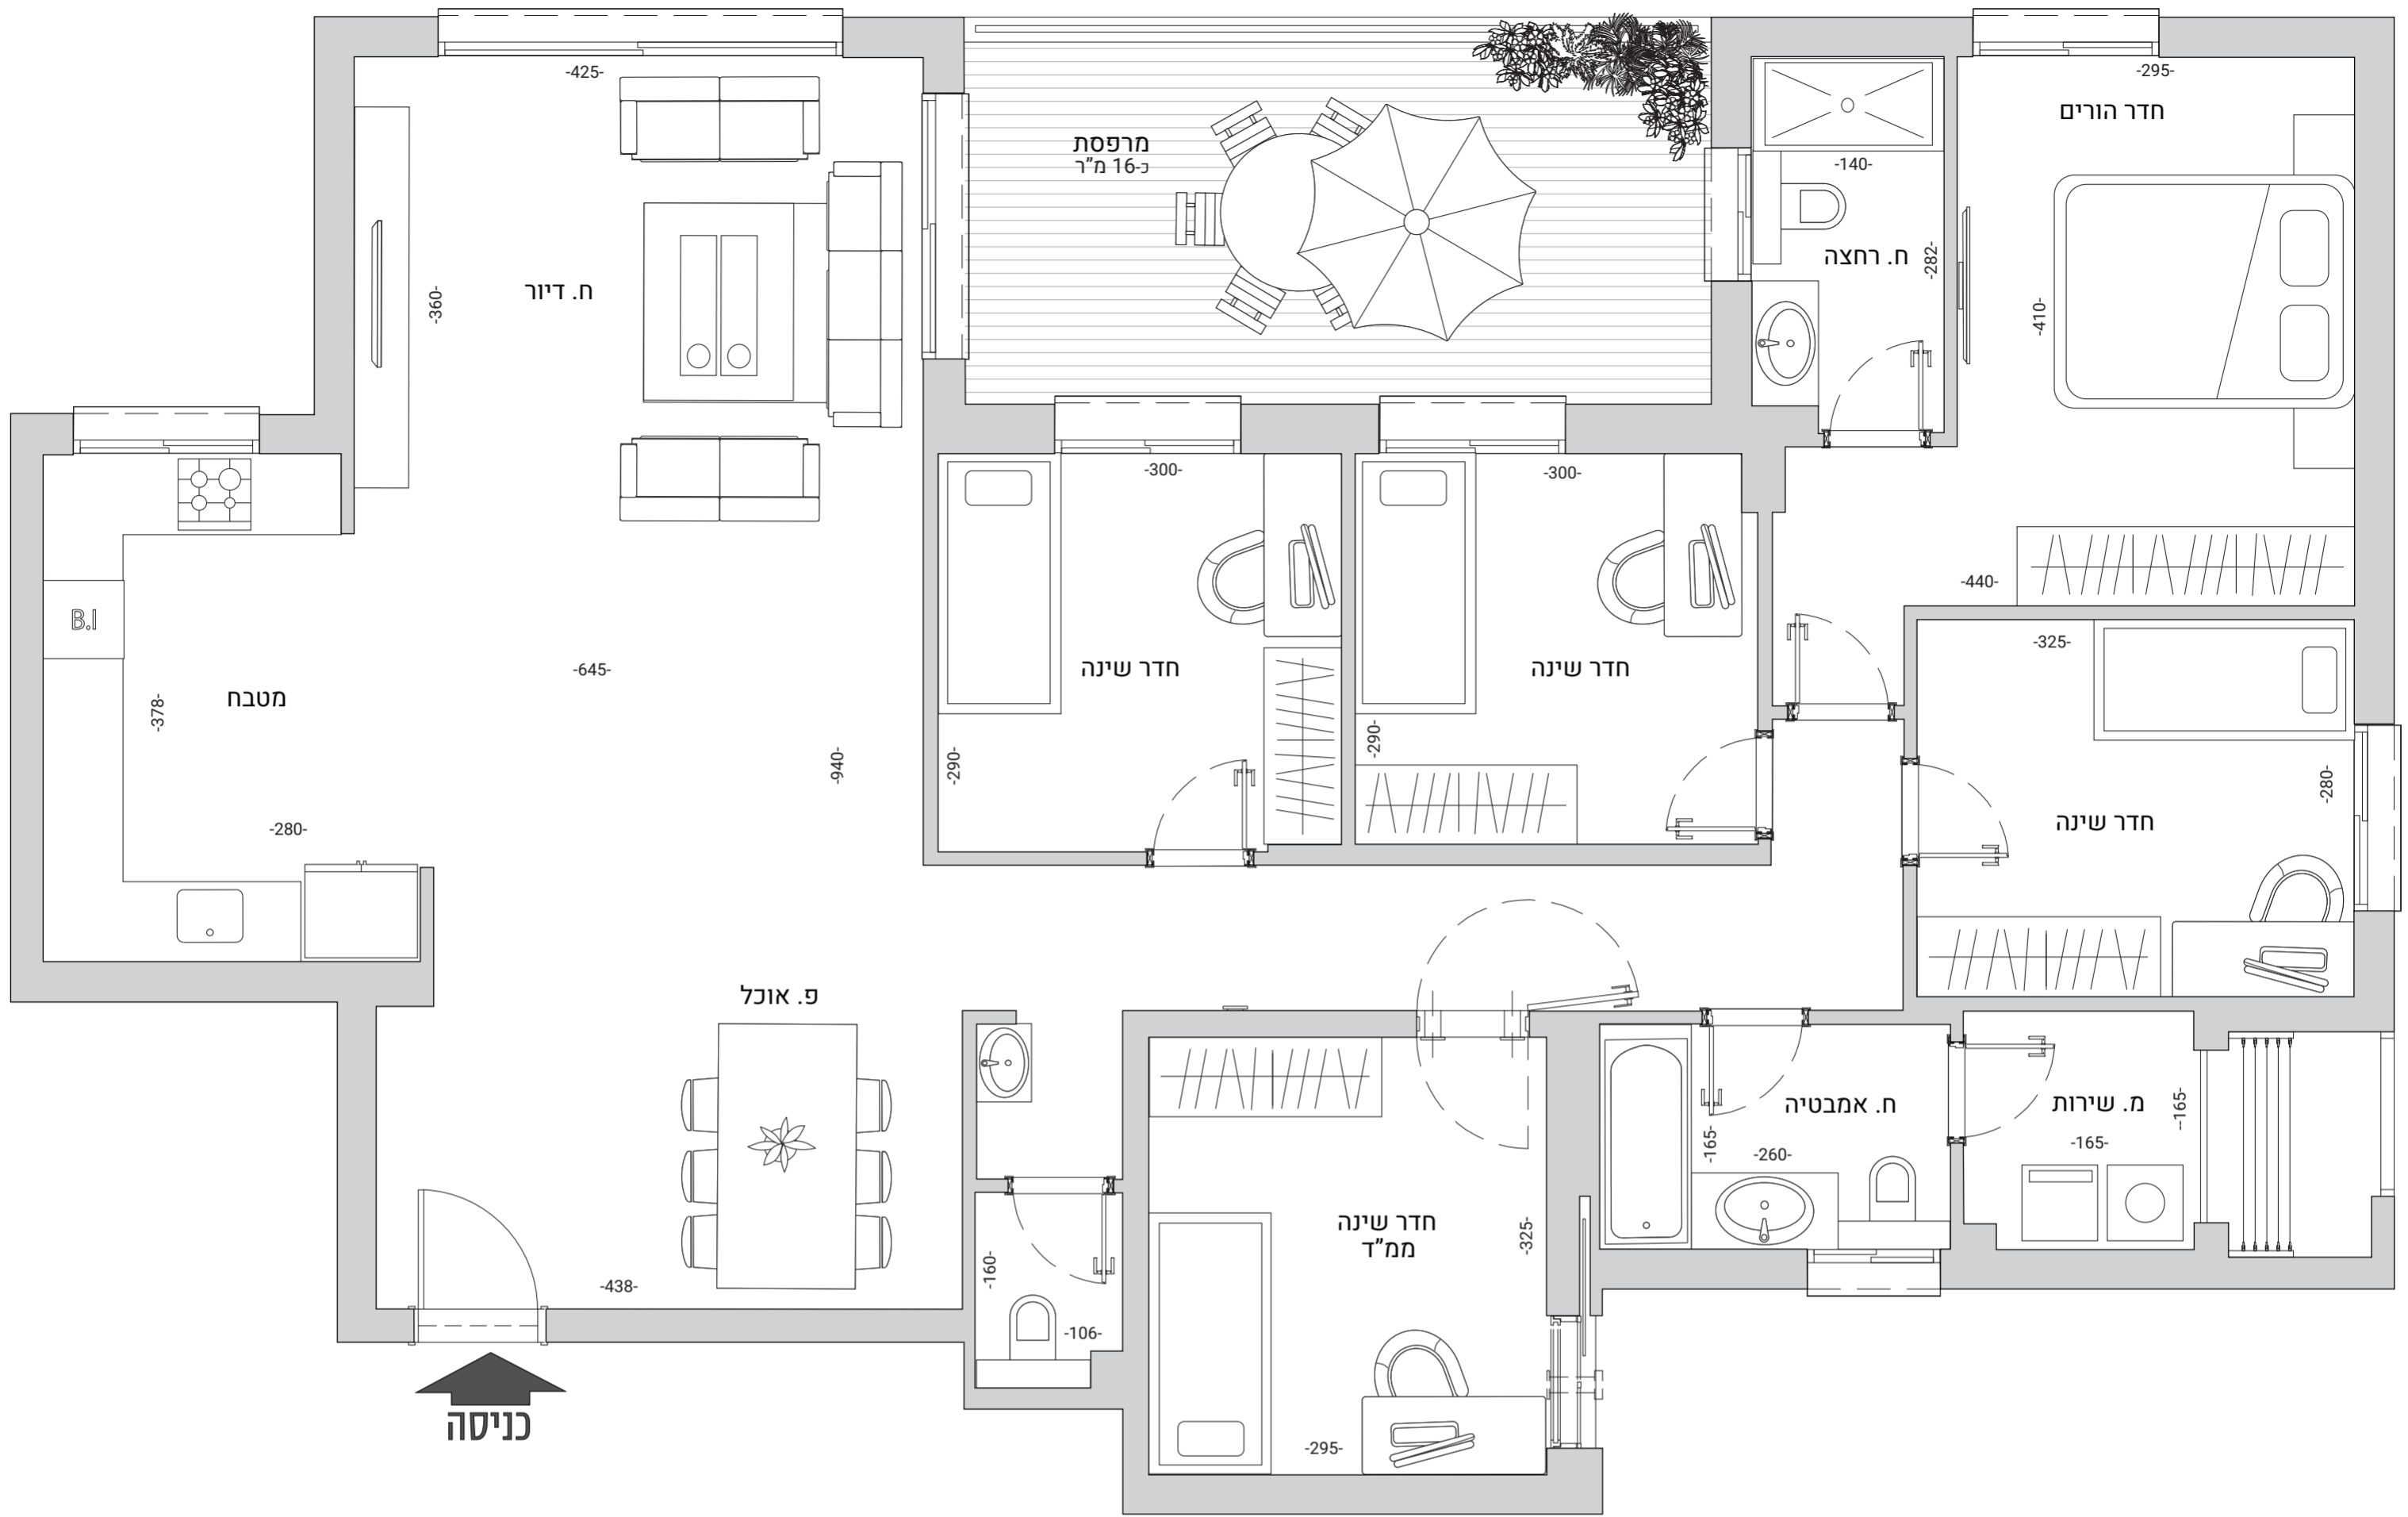 -425-
-295-
חדר הורים
מרפסת
כ-16 מ"ר
-140-
ח. רחצה
-282-
ח. דיור
-360-
-410-
-300-
-300-
-440-
B.I
-325-
חדר שינה
חדר שינה
-645-
מטבח
-378-
-940-
-290-
-290-
-280-
חדר שינה
-280-
פ. אוכל
ח. אמבטיה
מ. שירות
-165-
-165-
-165-
-260-
חדר שינה
ממ"ד
-325-
-160-
-438-
-106-
-295-
כניסה